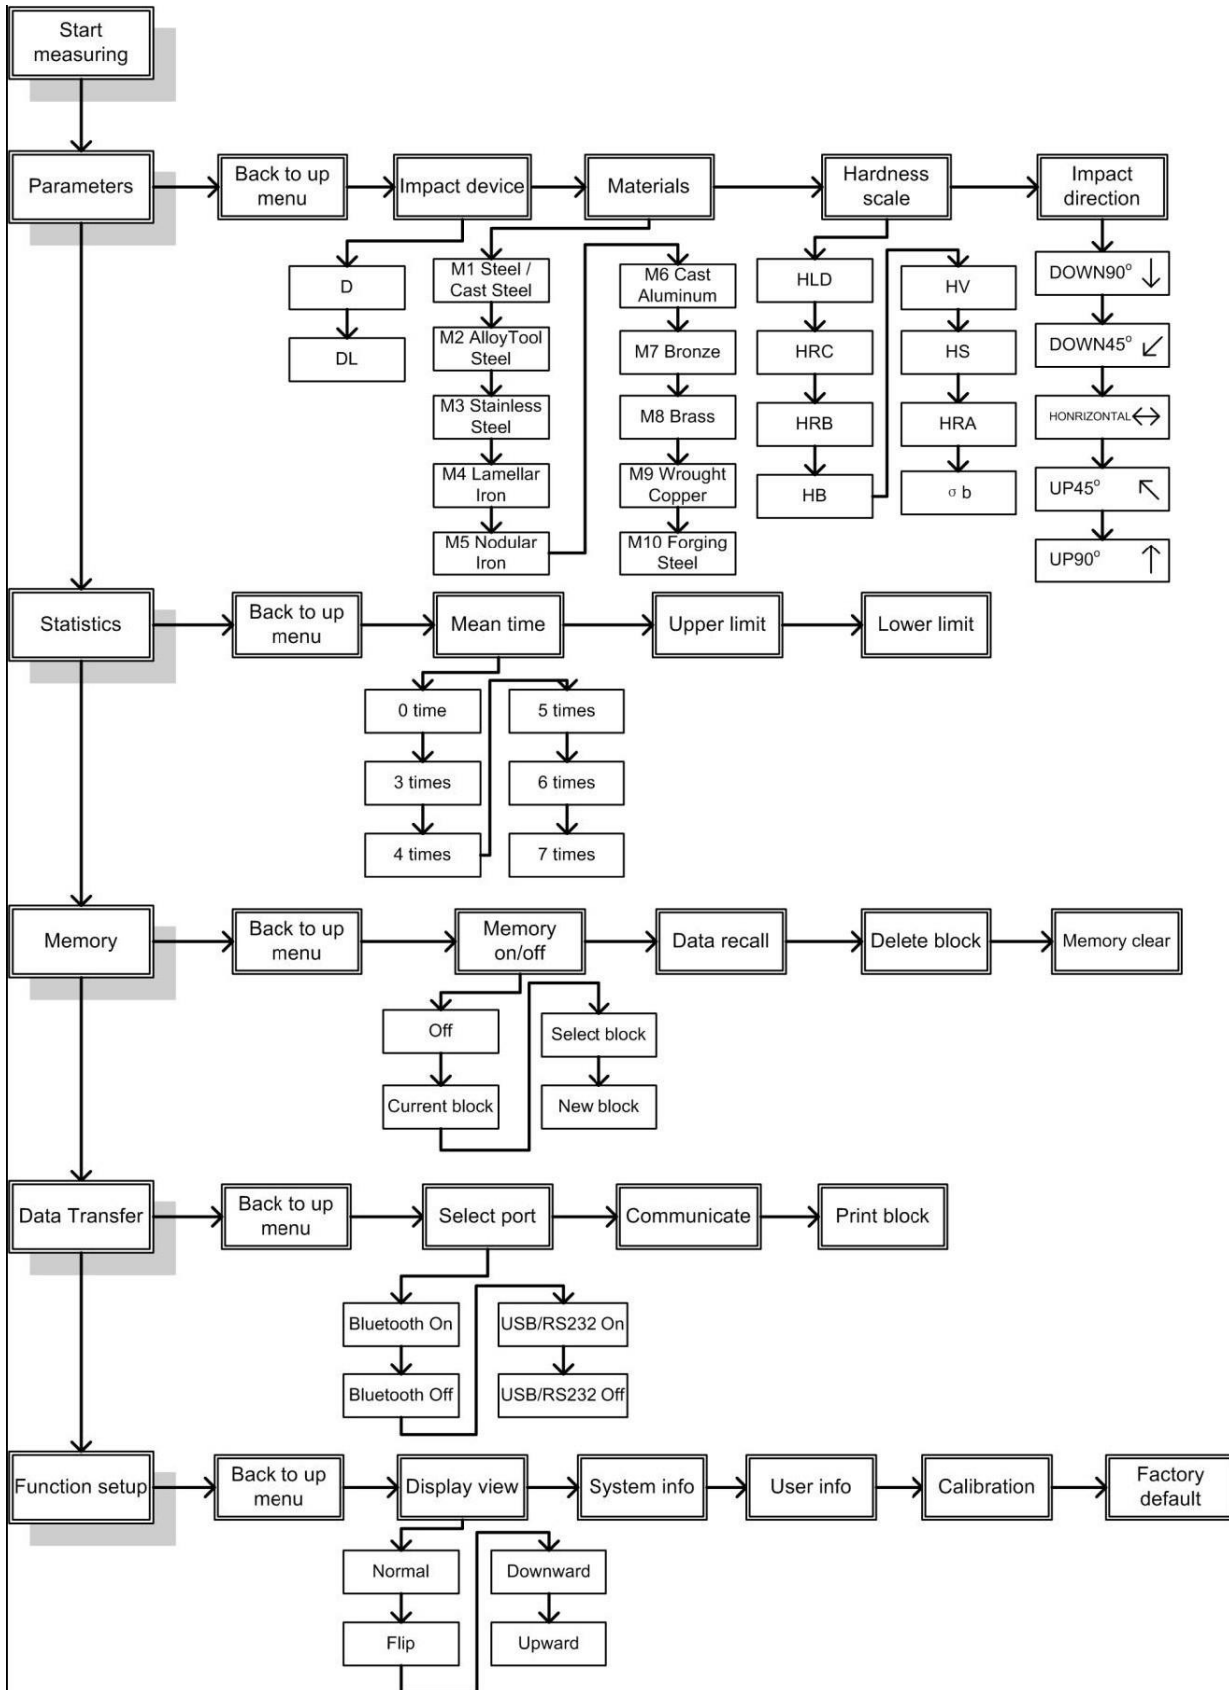 Start
measuring
Parameters
Back to up
menu
Impact device
Materials
Hardness
scale
Impact
direction
D
DL
M1 Steel /
Cast Steel
M2 AlloyTool
Steel
M3 Stainless
Steel
M4 Lamellar
Iron
M5 Nodular
Iron
M6 Cast
Aluminum
M7 Bronze
M8 Brass
M9 Wrought
Copper
M10 Forging
Steel
HLD
HRC
HRB
HB
HV
HS
HRA
σ b
DOWN90°
DOWN45°
HONRIZONTAL
UP45°
UP90°
Statistics
Back to up
menu
Mean time
Upper limit
Lower limit
0 time
3 times
4 times
5 times
6 times
7 times
Memory
Back to up
menu
Memory
on/off
Data recall
Delete block
Memory clear
Off
Current block
Select block
New block
Data Transfer
Back to up
menu
Select port
Communicate
Print block
Bluetooth On
Bluetooth Off
USB/RS232 On
USB/RS232 Off
Function setup
Back to up
menu
Display view
System info
User info
Calibration
Factory
default
Normal
Flip
Downward
Upward